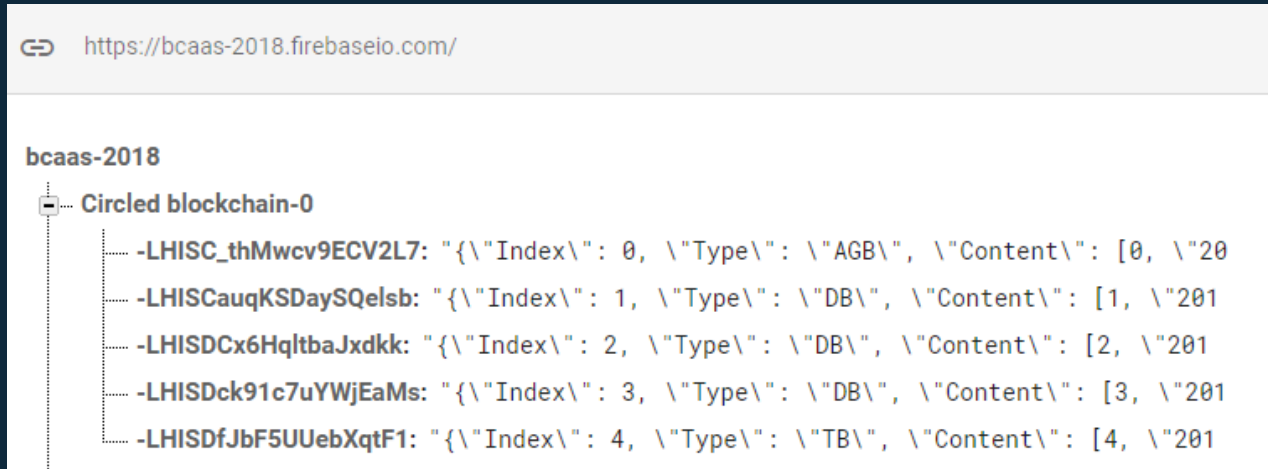 https://bcaas-2018.firebaseio.com/
bcaas-2018
Circled blockchain-0
-LHISC_thMwcv9ECV2L7: "{\"Index\": 0, \"Type\": \"AGB\", \"Content\": [0, \"20
-LHISCauqKSDaySQelsb: "{\"Index\": 1, \"Type\": \"DB\", \"Content\": [1, \"201
-LHISDCx6HqltbaJxdkk: "{\"Index\": 2, \"Type\": \"DB\", \"Content\": [2, \"201
-LHISDck91c7uYWjEaMs: "{\"Index\": 3, \"Type\": \"DB\", \"Content\": [3, \"201
-LHISDfJbF5UUebXqtF1: "{\"Index\": 4, \"Type\": \"TB\", \"Content\": [4, \"201